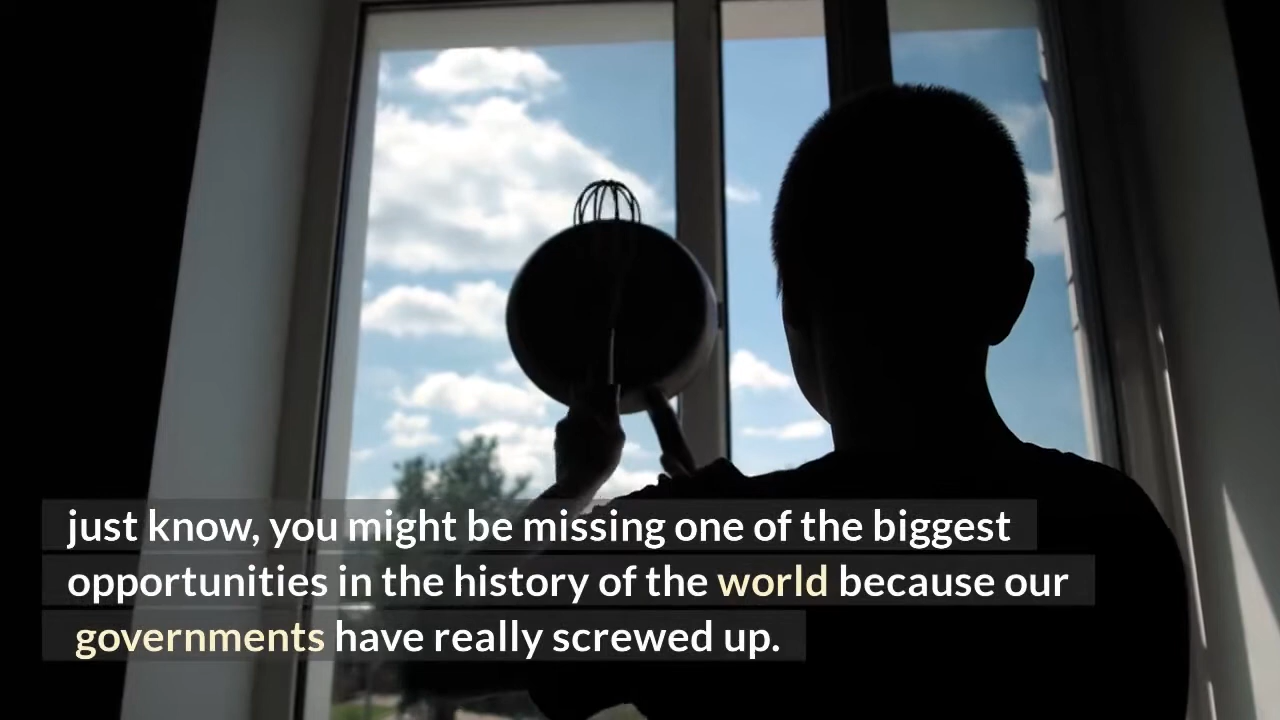 just know, you might be missing one of the biggest
opportunities in the history of the world because our
governments have really screwed up.